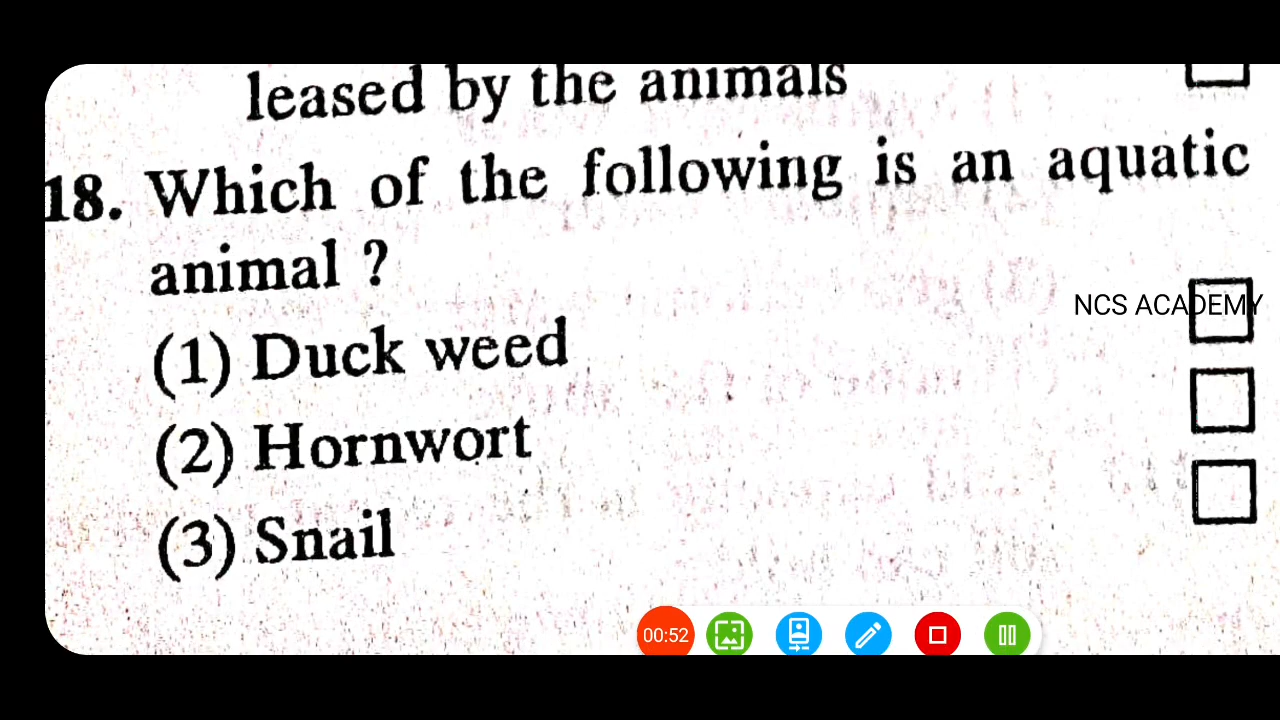 leased by the animals
18. Which of the following is an aquatic
animal ?
NCS ACADEMY
(1) Duck weed
(2) Hornwort
(3) Snail
00:52